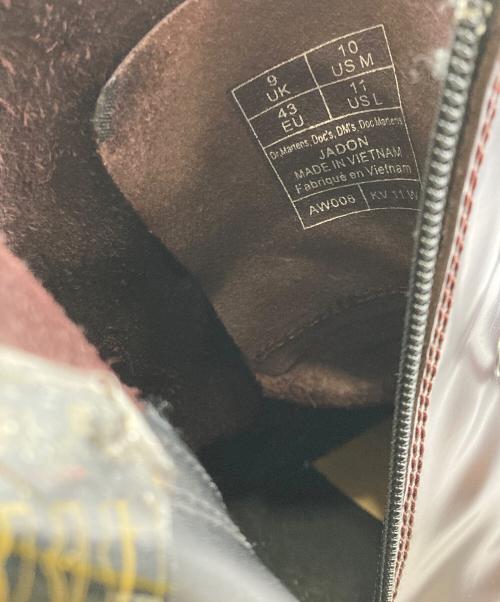 9 UK 10 US M
43 EU 11 US L
Dr.Martens, Doc's, DM's, Doc Martens
JADON
MADE IN VIETNAM
Fabriqué en Vietnam
AW006 KV 11 W